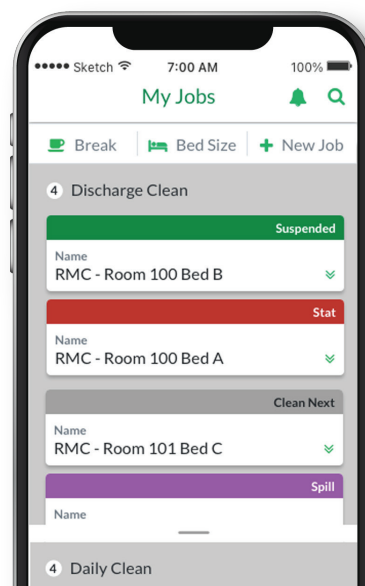 Sketch 7:00 AM 100%
My Jobs
Break Bed Size New Job
4 Discharge Clean
Suspended
Name
RMC - Room 100 Bed B
Stat
Name
RMC - Room 100 Bed A
Clean Next
Name
RMC - Room 101 Bed C
Spill
Name
4 Daily Clean